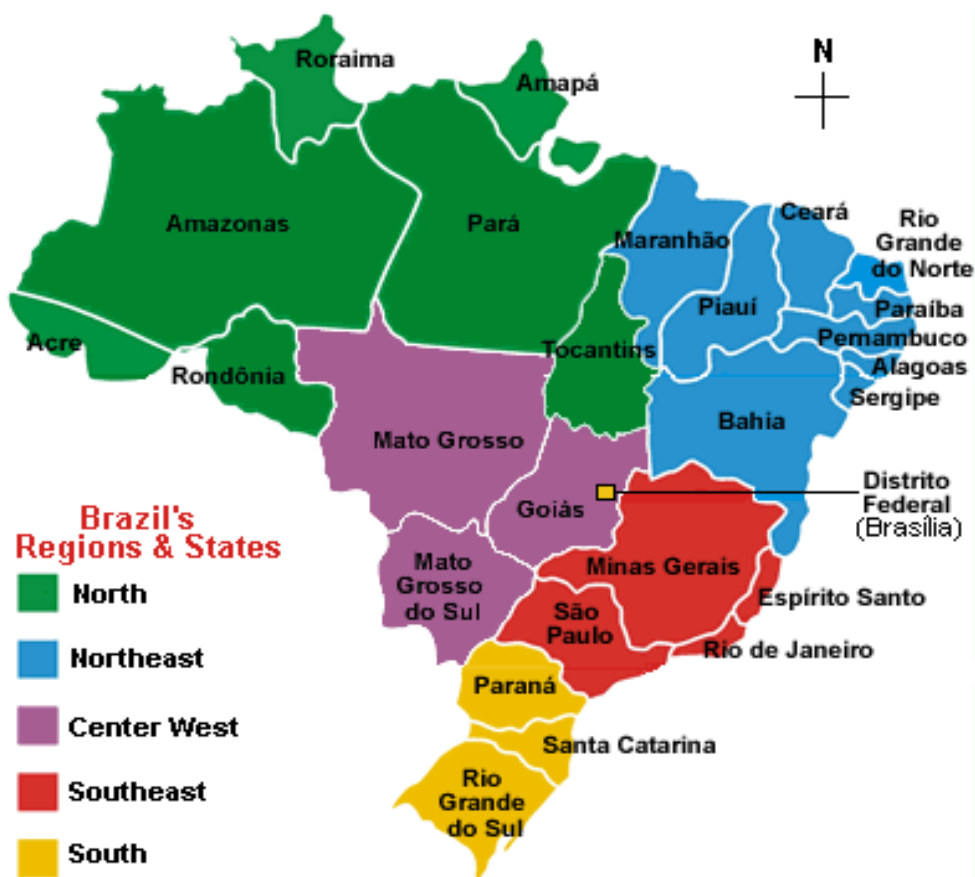 Roraima
Amapá
N
Amazonas
Pará
Maranhão
Ceará
Rio
Grande
do Norte
Piauí
Paraíba
Pernambuco
Acre
Rondônia
Tocantins
Alagoas
Sergipe
Bahia
Mato Grosso
Goiás
Distrito
Federal
(Brasília)
Mato
Grosso
do Sul
Minas Gerais
Espírito Santo
São
Paulo
Rio de Janeiro
Paraná
Santa Catarina
Rio
Grande
do Sul
Brazil's
Regions & States
North
Northeast
Center West
Southeast
South